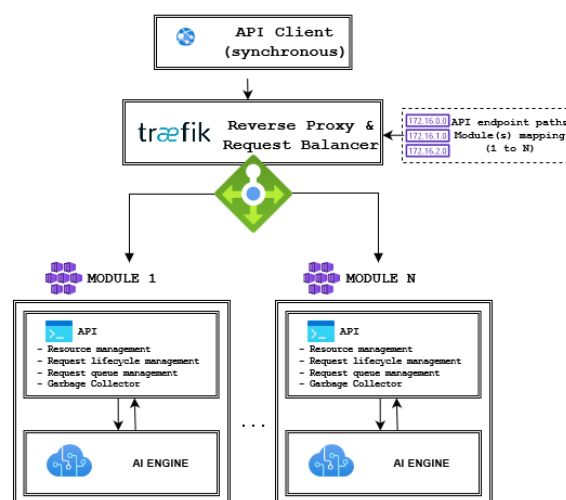 API Client
(synchronous)
træfik
Reverse Proxy &
Request Balancer
172.16.0.0
172.16.1.0
172.16.2.0
API endpoint paths
Module(s) mapping
(1 to N)
MODULE 1
API
- Resource management
- Request lifecycle management
- Request queue management
- Garbage Collector
AI ENGINE
...
MODULE N
API
- Resource management
- Request lifecycle management
- Request queue management
- Garbage Collector
AI ENGINE